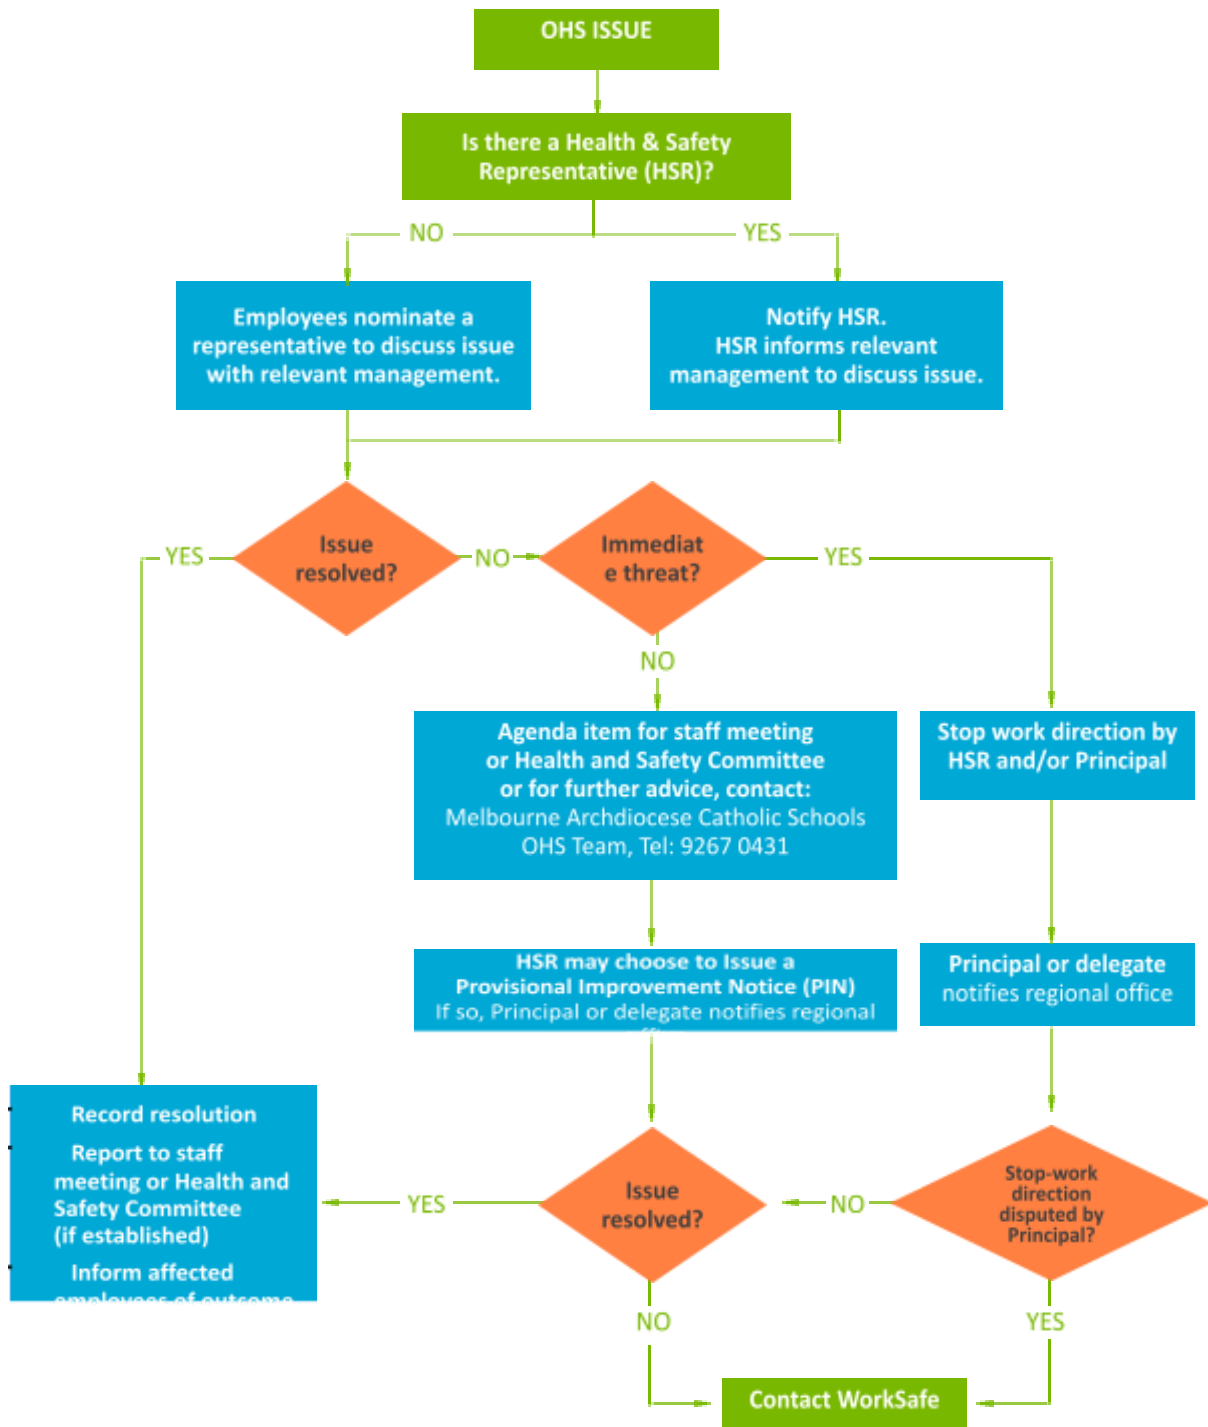 OHS ISSUE
Is there a Health & Safety
Representative (HSR)?
NO
YES
Employees nominate a
representative to discuss issue
with relevant management.
Notify HSR.
HSR informs relevant
management to discuss issue.
YES
Issue
resolved?
NO
Immediat
e threat?
YES
NO
Agenda item for staff meeting
or Health and Safety Committee
or for further advice, contact:
Melbourne Archdiocese Catholic Schools
OHS Team, Tel: 9267 0431
Stop work direction by
HSR and/or Principal
HSR may choose to Issue a
Provisional Improvement Notice (PIN)
If so, Principal or delegate notifies regional
Principal or delegate
notifies regional office
Record resolution
Report to staff
meeting or Health and
Safety Committee
(if established)
Inform affected
employees of outcome
YES
Issue
resolved?
NO
Stop-work
direction
disputed by
Principal?
NO
YES
Contact WorkSafe